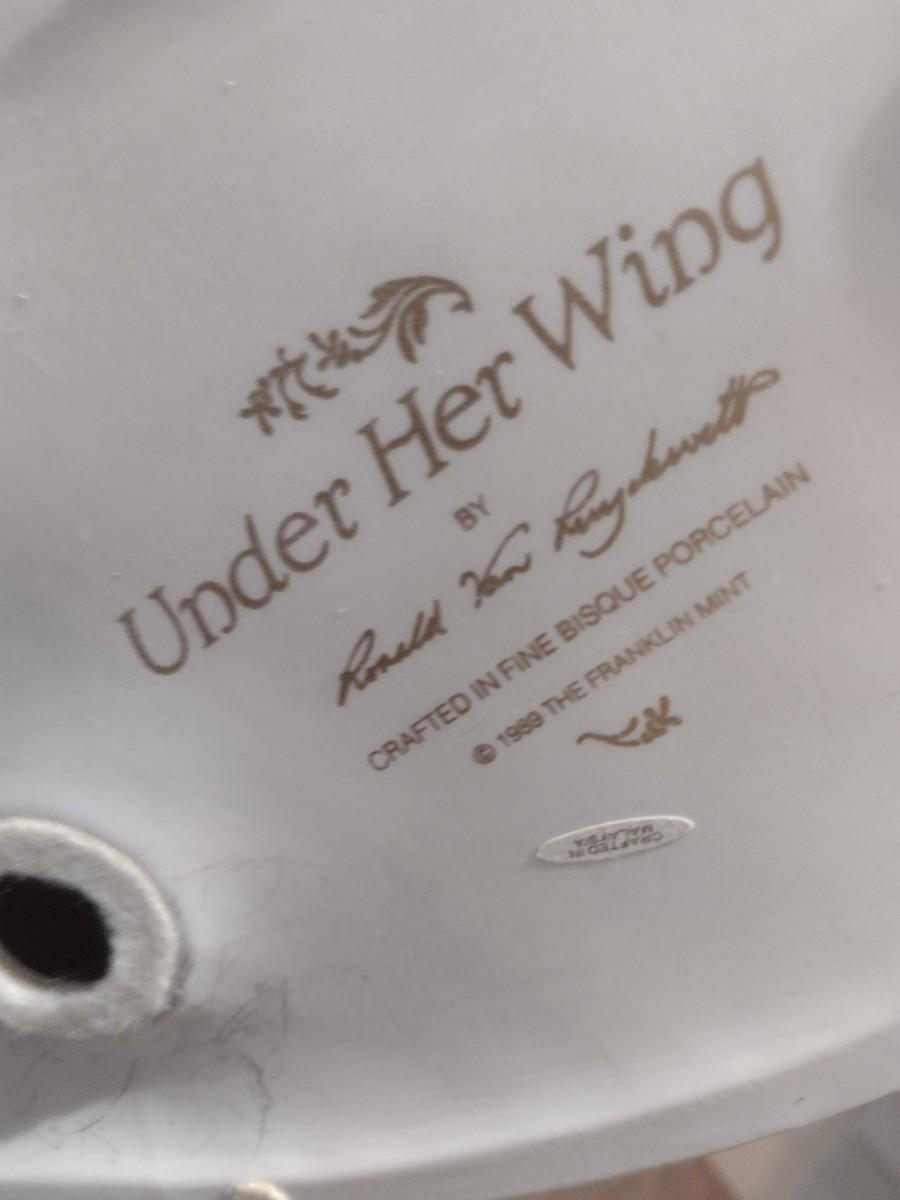 Under Her Wing
BY
Ronald Van Ruyckevelt
CRAFTED IN FINE BISQUE PORCELAIN
© 1989 THE FRANKLIN MINT
CRAFTED IN
MALAYSIA